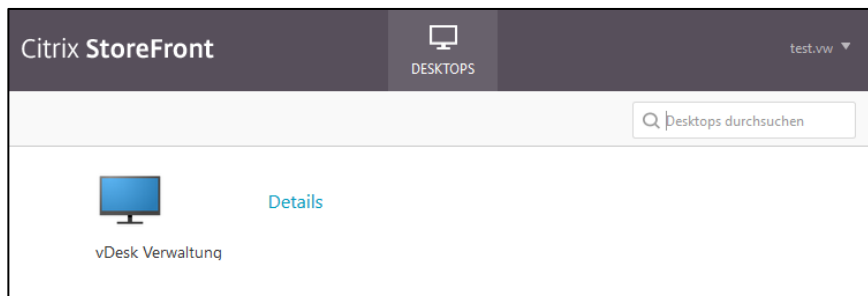 Citrix StoreFront
DESKTOPS
test.vw
Desktops durchsuchen
Details
vDesk Verwaltung